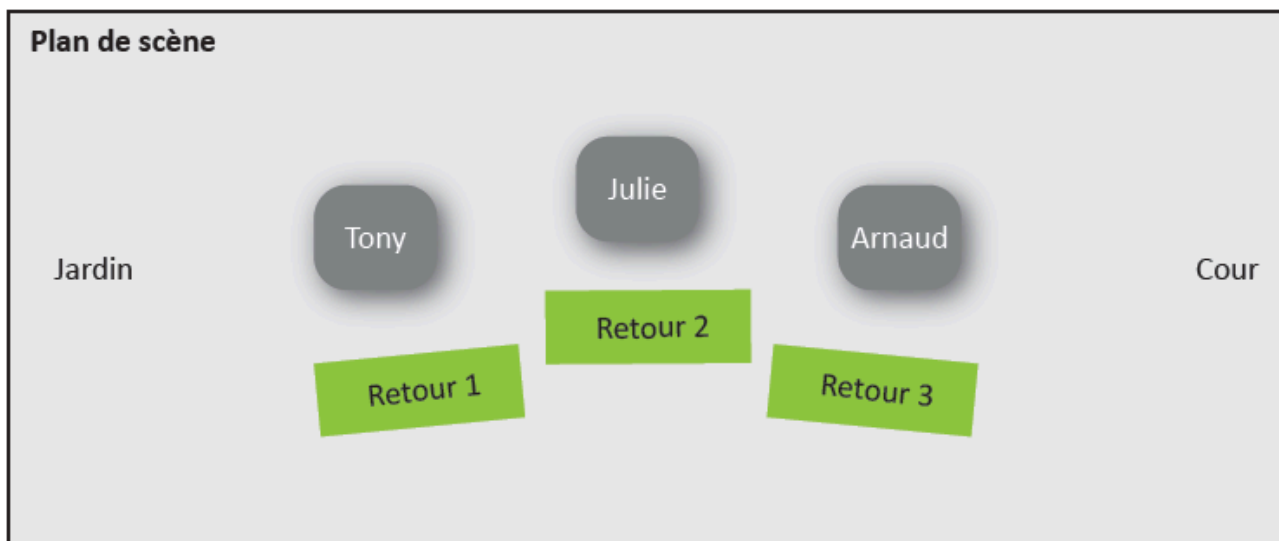 Plan de scène
Julie
Tony
Arnaud
Jardin
Cour
Retour 2
Retour 1
Retour 3